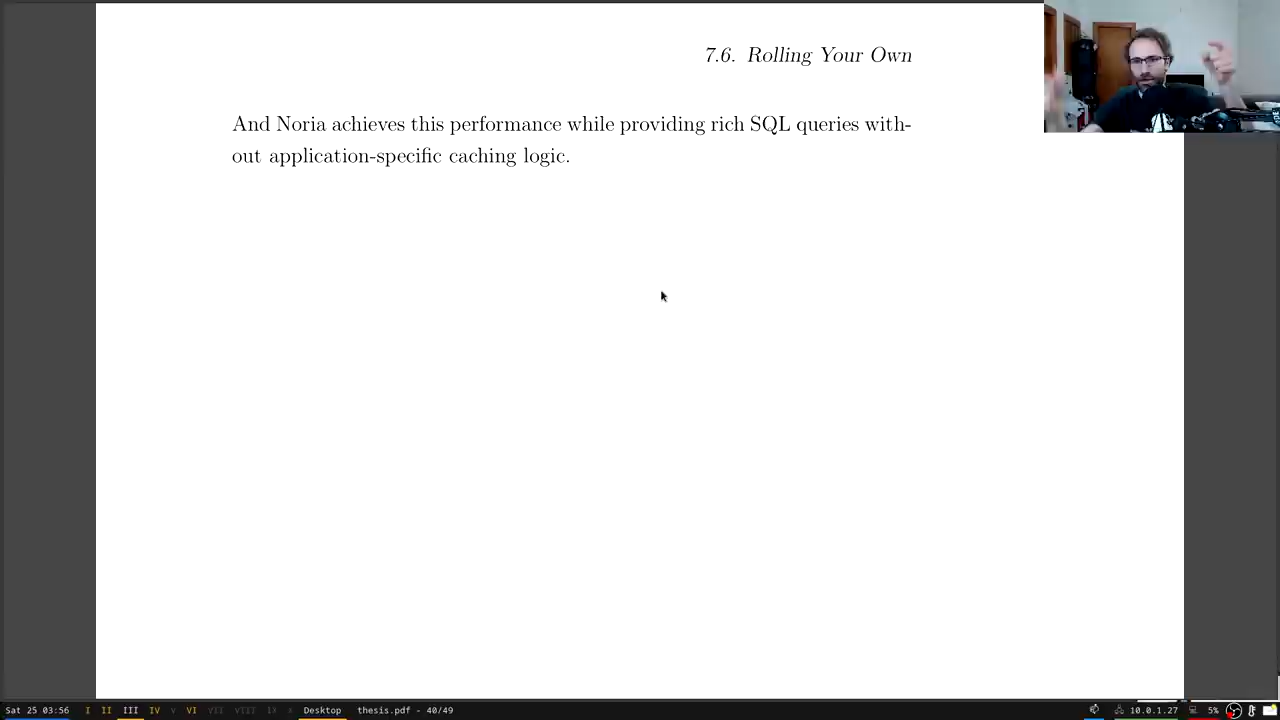 7.6. Rolling Your Own
And Noria achieves this performance while providing rich SQL queries with-
out application-specific caching logic.
Sat 25 03:56 I II III IV V VI VII VIII IX X Desktop thesis.pdf - 40/49 10.0.1.27 5%